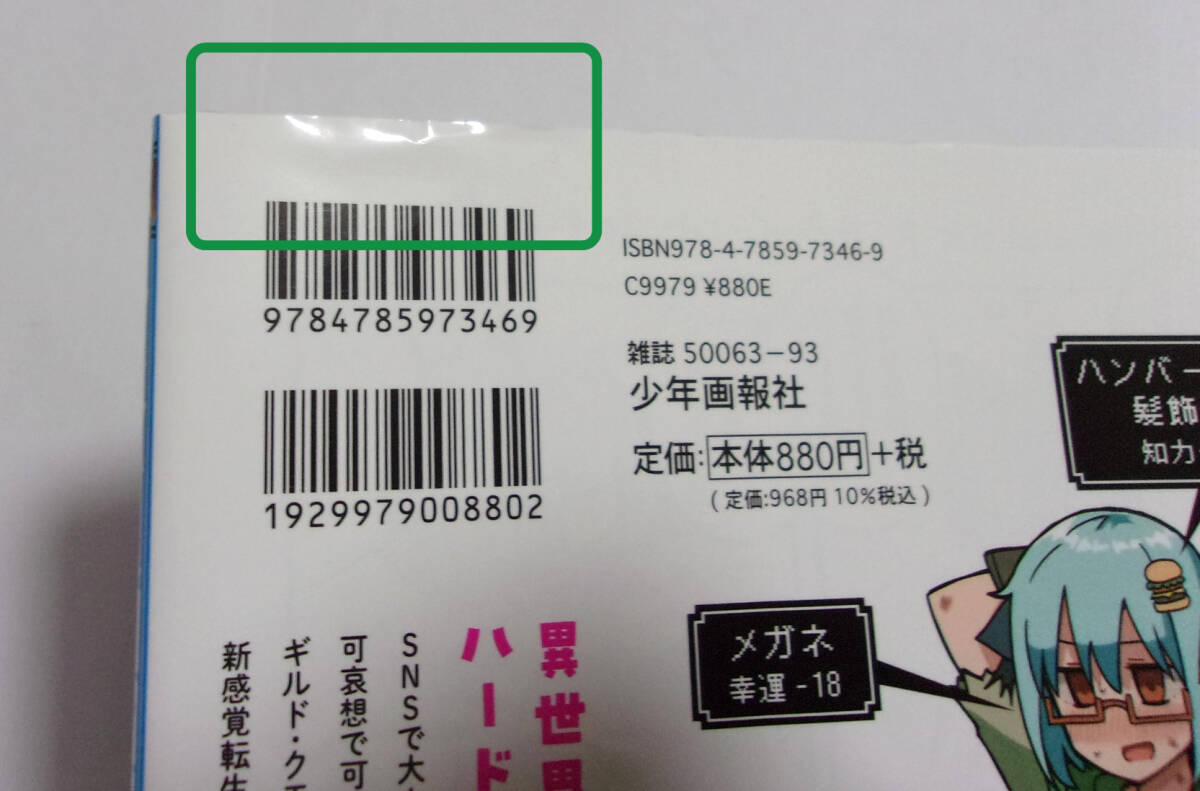 9784785973469
1929979008802
ISBN978-4-7859-7346-9
C9979 ¥880E
雑誌 50063-93
少年画報社
定価:本体880円+税
(定価:968円 10%税込)
ハンバー
髪飾
知力
メガネ
幸運 -18
異世界
ハード
SNSで大
可哀想で可
ギルド・ク
新感覚転生